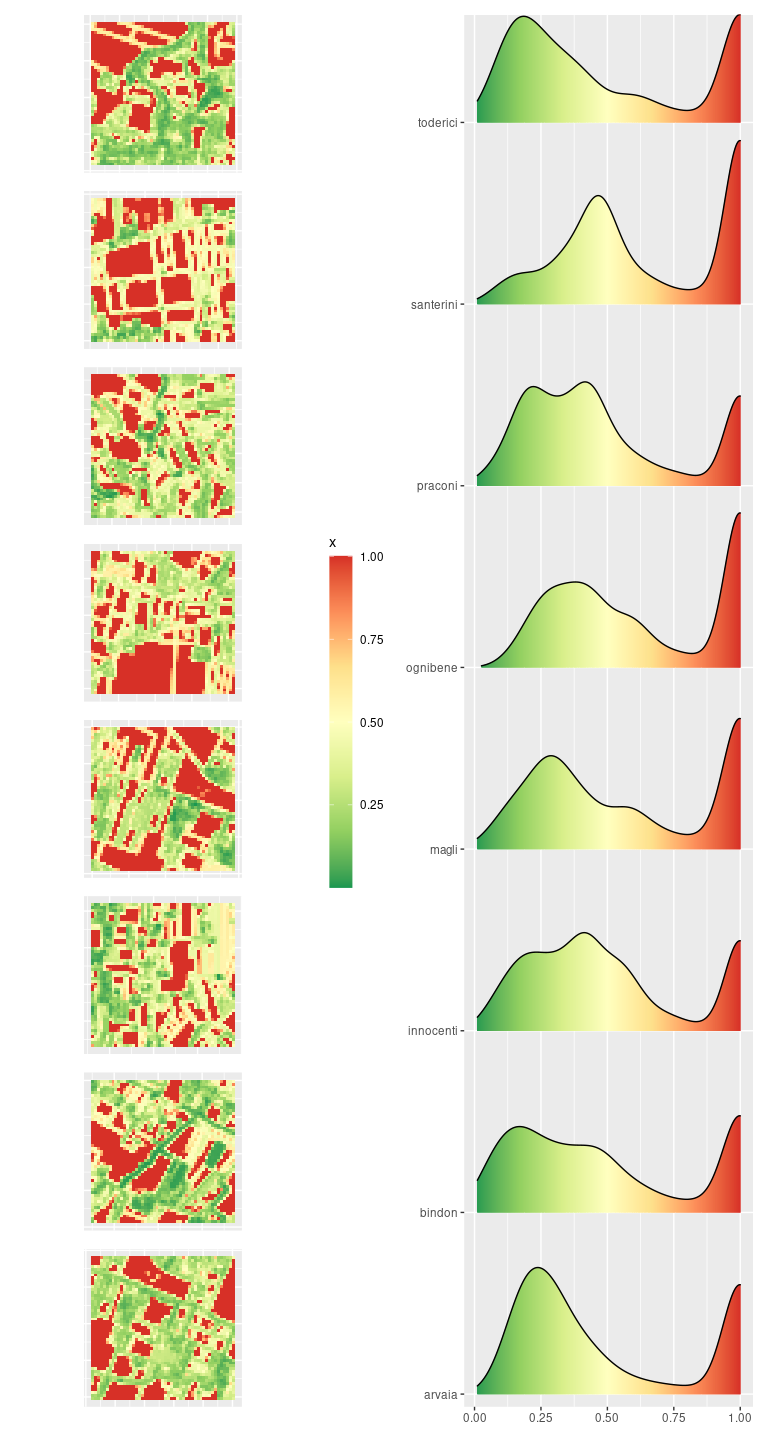 toderici
santerini
praconi
x
1.00
0.75
0.50
0.25
ognibene
magli
innocenti
bindon
arvaia
0.00 0.25 0.50 0.75 1.00